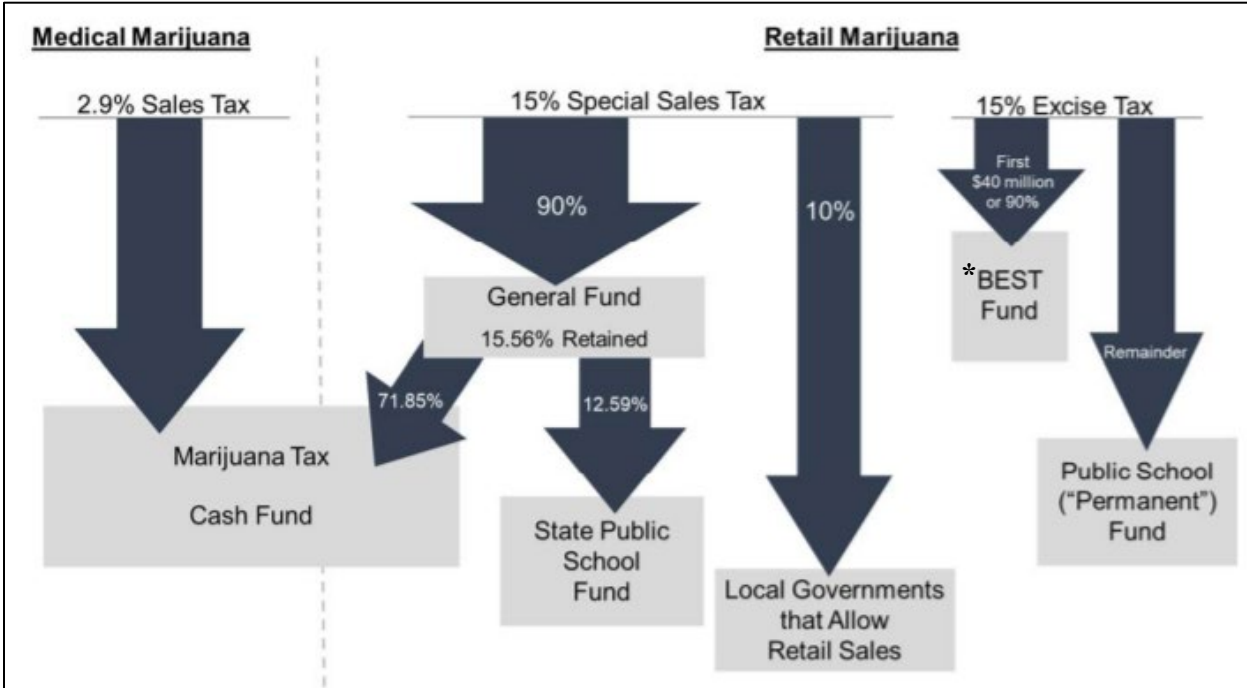 Medical Marijuana
Retail Marijuana
2.9% Sales Tax
15% Special Sales Tax
15% Excise Tax
90%
10%
First
$40 million
or 90%
General Fund
15.56% Retained
*BEST
Fund
71.85%
12.59%
Remainder
Marijuana Tax
Cash Fund
State Public
School
Fund
Local Governments
that Allow
Retail Sales
Public School
("Permanent")
Fund